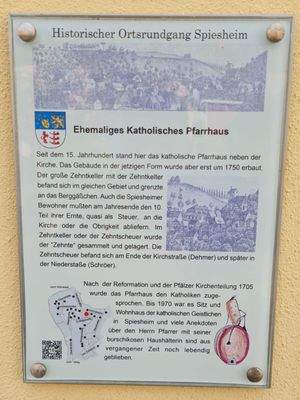 Historischer Ortsrundgang Spiesheim
Ehemaliges Katholisches Pfarrhaus
Seit dem 15. Jahrhundert stand hier das katholische Pfarrhaus neben der
Kirche. Das Gebäude in der jetzigen Form wurde aber erst um 1750 erbaut.
Der große Zehntkeller mit der Zehntkelter
befand sich im gleichen Gebiet und grenzte
an das Berggäßchen. Auch die Spiesheimer
Bewohner mußten am Jahresende den 10.
Teil ihrer Ernte, quasi als Steuer, an die
Kirche oder die Obrigkeit abliefern. Im
Zehntkeller oder der Zehntscheuer wurde
der "Zehnte" gesammelt und gelagert. Die
Zehntscheuer befand sich am Ende der Kirchstraße (Dehmer) und später in
der Niederstraße (Schröer).
Nach der Reformation und der Pfälzer Kirchenteilung 1705
wurde das Pfarrhaus den Katholiken zuge-
sprochen. Bis 1970 war es Sitz und
Wohnhaus der katholischen Geistlichen
in Spiesheim und viele Anekdoten
über den Herrn Pfarrer mit seiner
burschikosen Haushälterin sind aus
vergangener Zeit noch lebendig
geblieben.